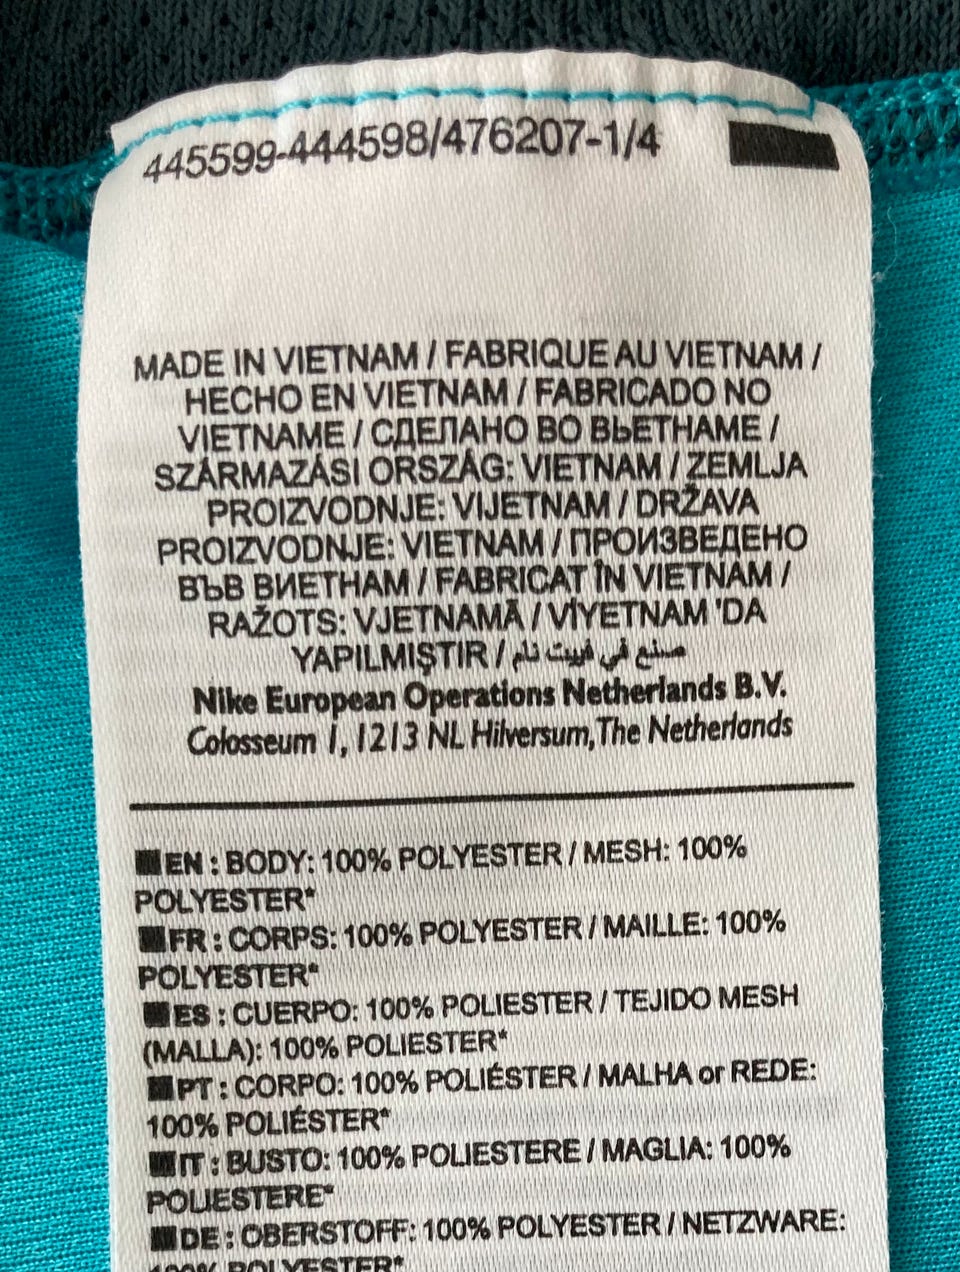 445599-444598/476207-1/4
MADE IN VIETNAM / FABRIQUE AU VIETNAM /
HECHO EN VIETNAM / FABRICADO NO
VIETNAME / СДЕЛАНО ВО ВЬЕТНАМЕ /
SZÁRMAZÁSI ORSZÁG: VIETNAM / ZEMLJA
PROIZVODNJE: VIJETNAM / DRŽAVA
PROIZVODNJE: VIETNAM / ПРОИЗВЕДЕНО
ВЪВ ВИЕТНАМ / FABRICAT ÎN VIETNAM /
RAŽOTS: VJETNAMĀ / VİYETNAM 'DA
YAPILMIŞTIR / صنع في فييت نام
Nike European Operations Netherlands B.V.
Colosseum 1, 1213 NL Hilversum, The Netherlands
EN : BODY: 100% POLYESTER / MESH: 100%
POLYESTER*
FR : CORPS: 100% POLYESTER / MAILLE: 100%
POLYESTER*
ES : CUERPO: 100% POLIESTER / TEJIDO MESH
(MALLA): 100% POLIESTER*
PT : CORPO: 100% POLIÉSTER / MALHA or REDE:
100% POLIÉSTER*
IT : BUSTO: 100% POLIESTERE / MAGLIA: 100%
POLIESTERE*
DE : OBERSTOFF: 100% POLYESTER / NETZWARE:
100% POLYESTER*